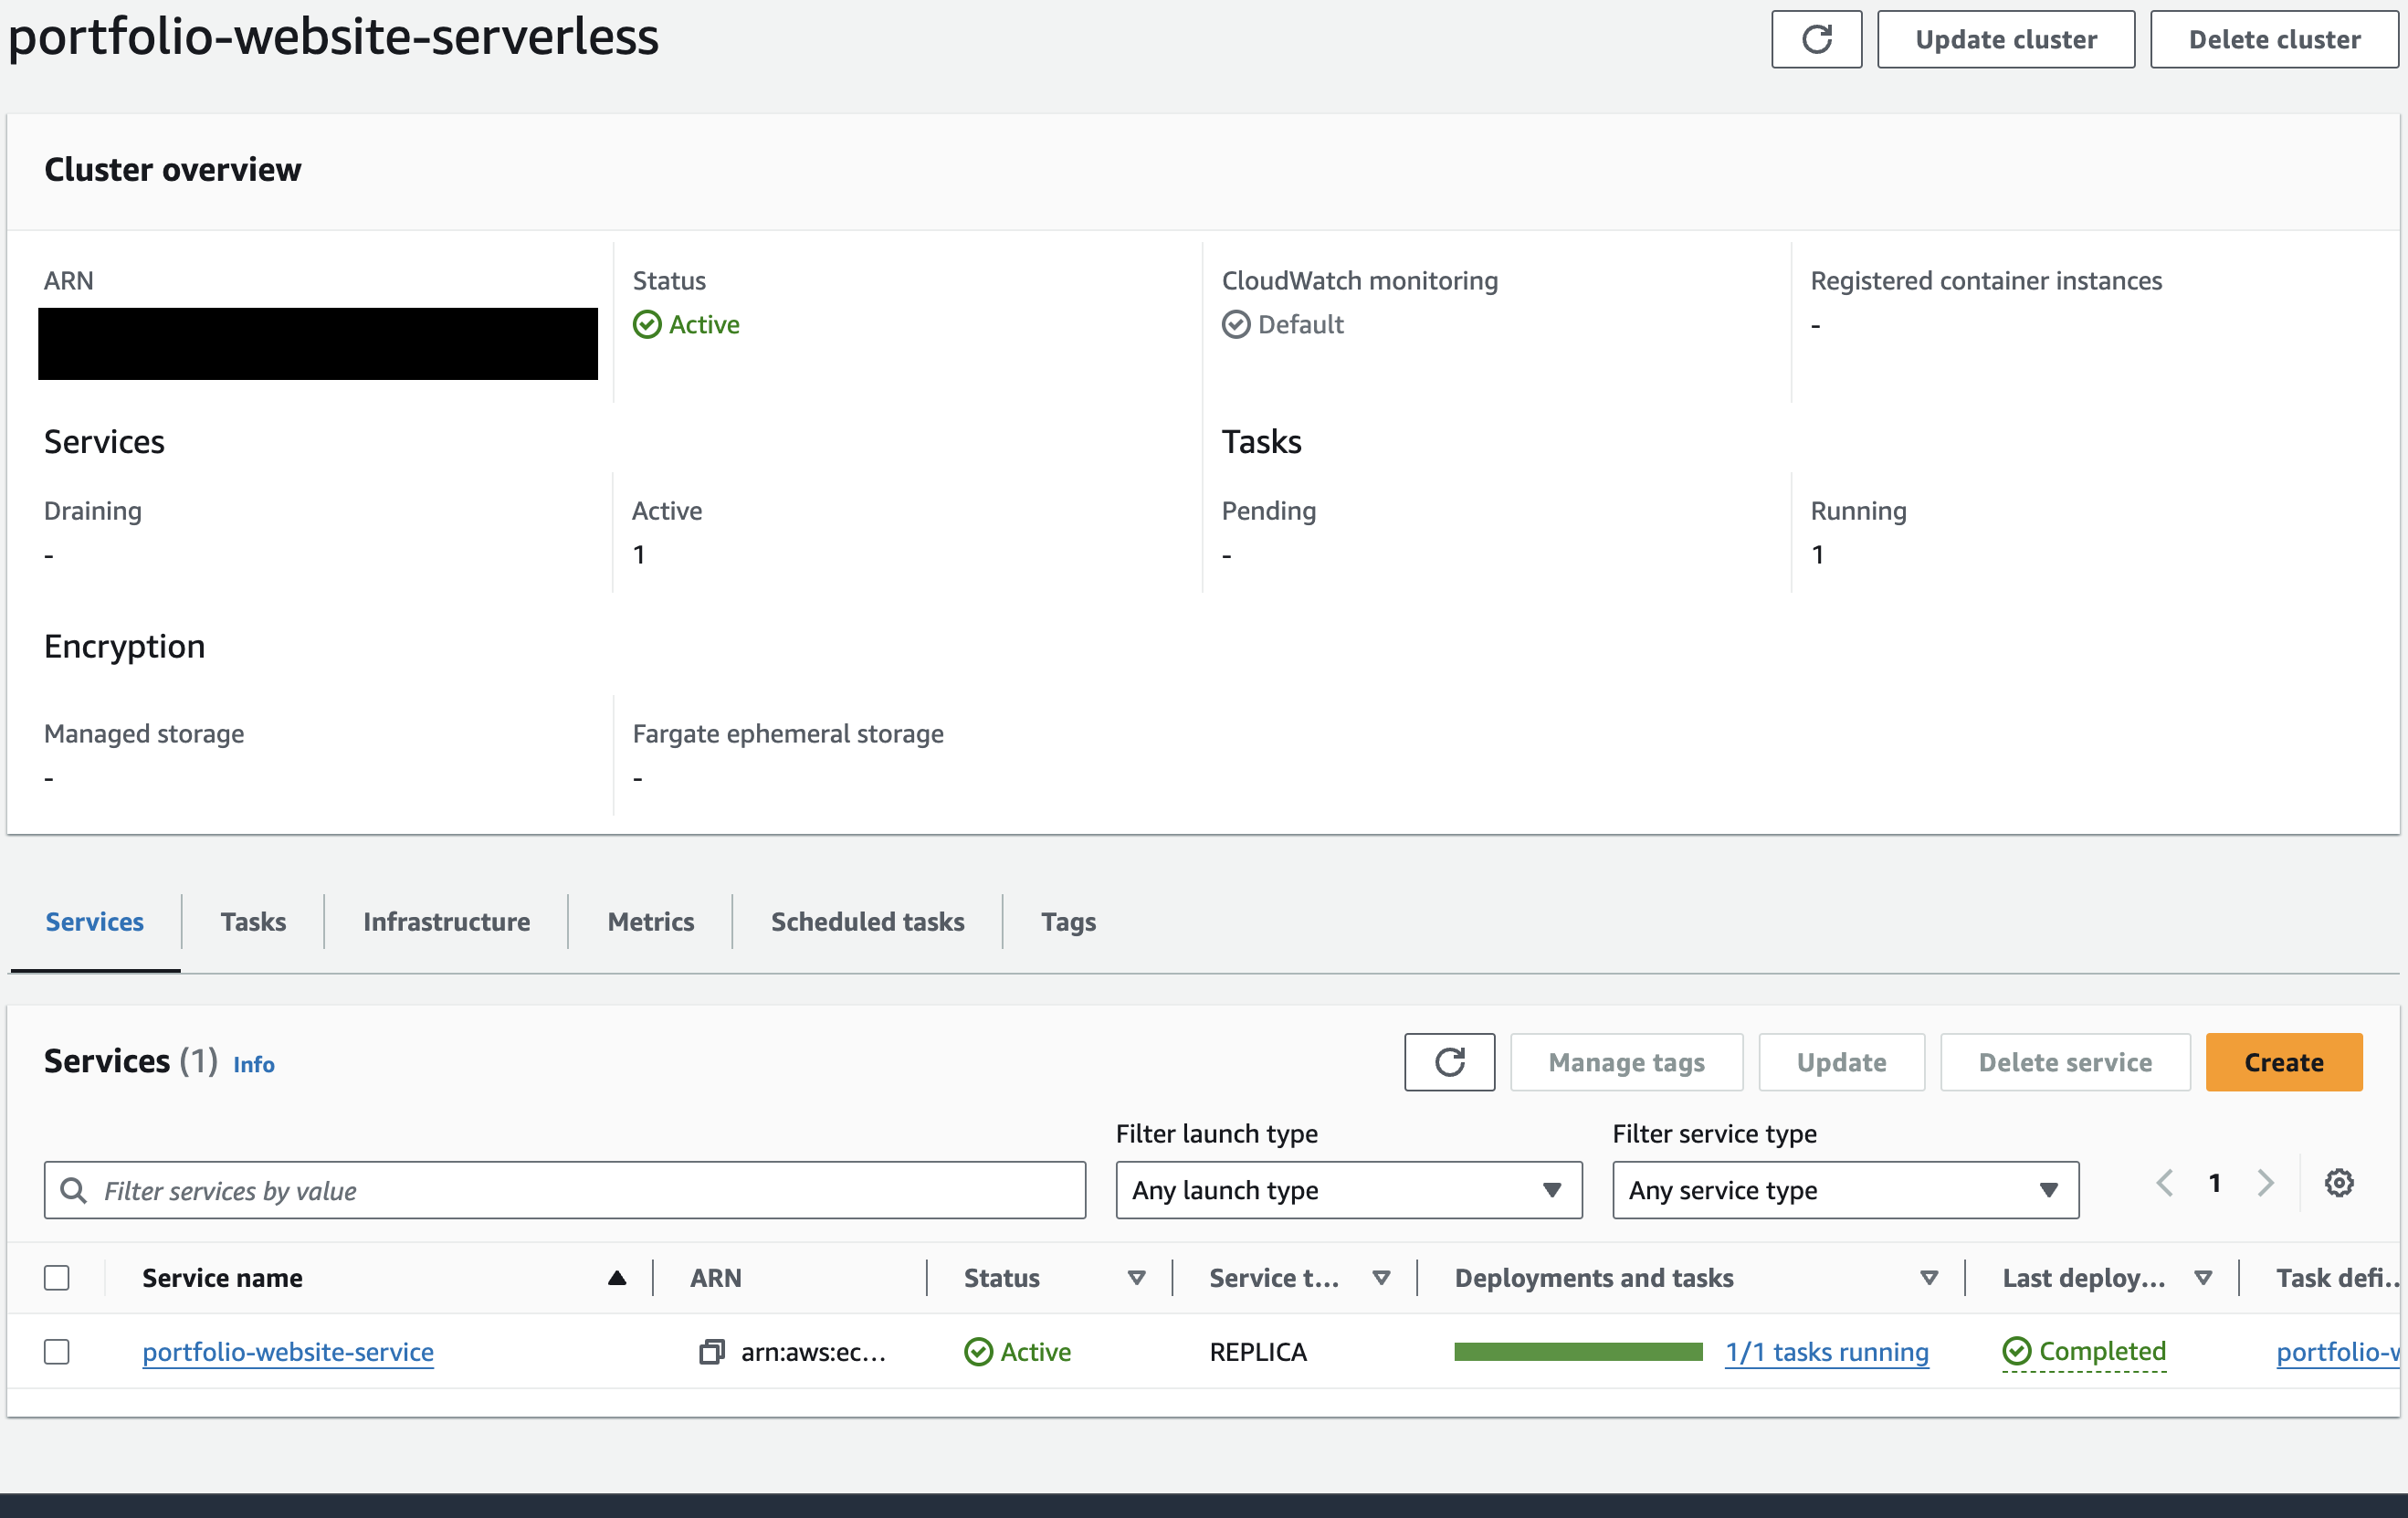 portfolio-website-serverless
Update cluster
Delete cluster
Cluster overview
ARN
Status
CloudWatch monitoring
Registered container instances
Active
Default
-
Services
Tasks
Draining
Active
Pending
Running
-
1
-
1
Encryption
Managed storage
Fargate ephemeral storage
-
-
Services
Tasks
Infrastructure
Metrics
Scheduled tasks
Tags
Services (1) Info
Manage tags
Update
Delete service
Create
Filter launch type
Filter service type
Filter services by value
Any launch type
Any service type
1
Service name
ARN
Status
Service t...
Deployments and tasks
Last deploy...
Task defi...
portfolio-website-service
arn:aws:ec...
Active
REPLICA
1/1 tasks running
Completed
portfolio-w